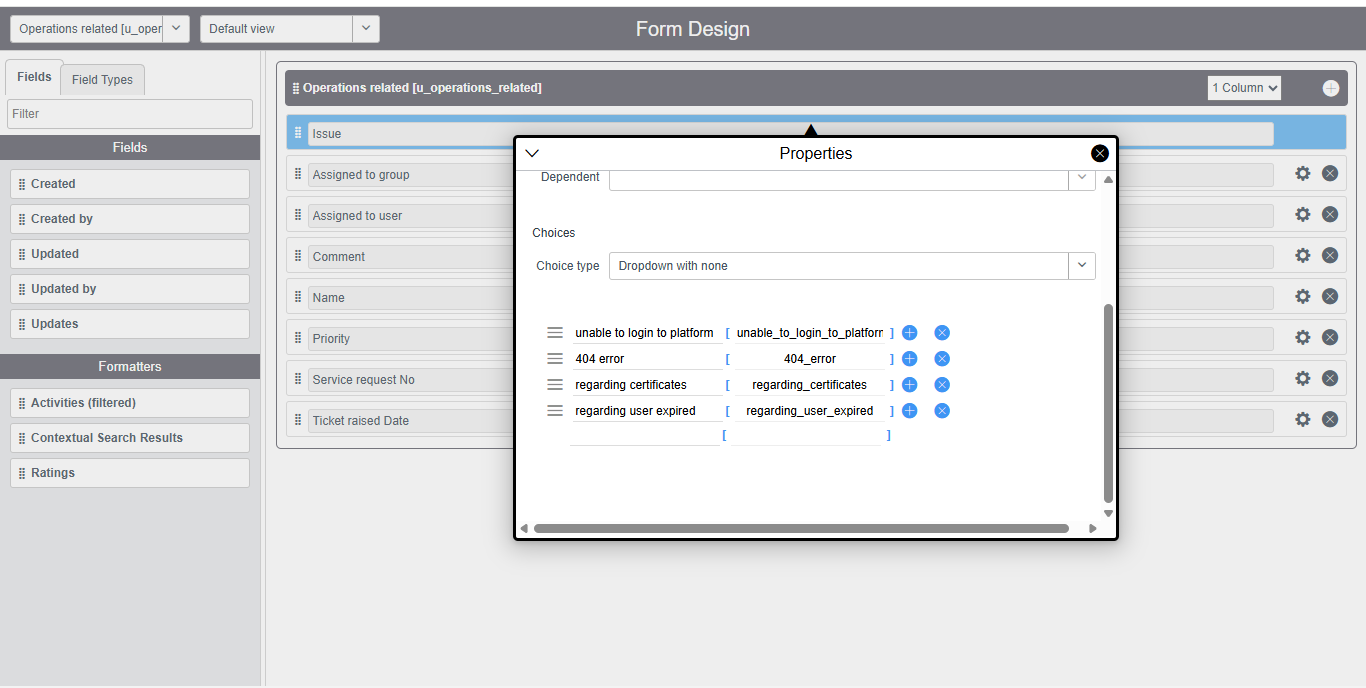 Operations related [u_oper
Default view
Form Design
Fields
Field Types
Filter
Fields
Created
Created by
Updated
Updated by
Updates
Formatters
Activities (filtered)
Contextual Search Results
Ratings
Operations related [u_operations_related]
1 Column
Issue
Assigned to group
Assigned to user
Comment
Name
Priority
Service request No
Ticket raised Date
Properties
Dependent
Choices
Choice type Dropdown with none
unable to login to platform [ unable_to_login_to_platforr ]
404 error [ 404_error ]
regarding certificates [ regarding_certificates ]
regarding user expired [ regarding_user_expired ]
[ ]